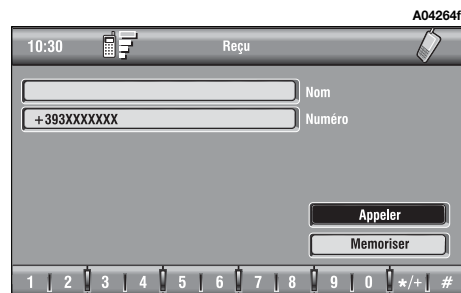 A04264f
10:30 Reçu
Nom
+393XXXXXXX Numéro
Appeler
Memoriser
1 2 3 4 5 6 7 8 9 0 */+ #